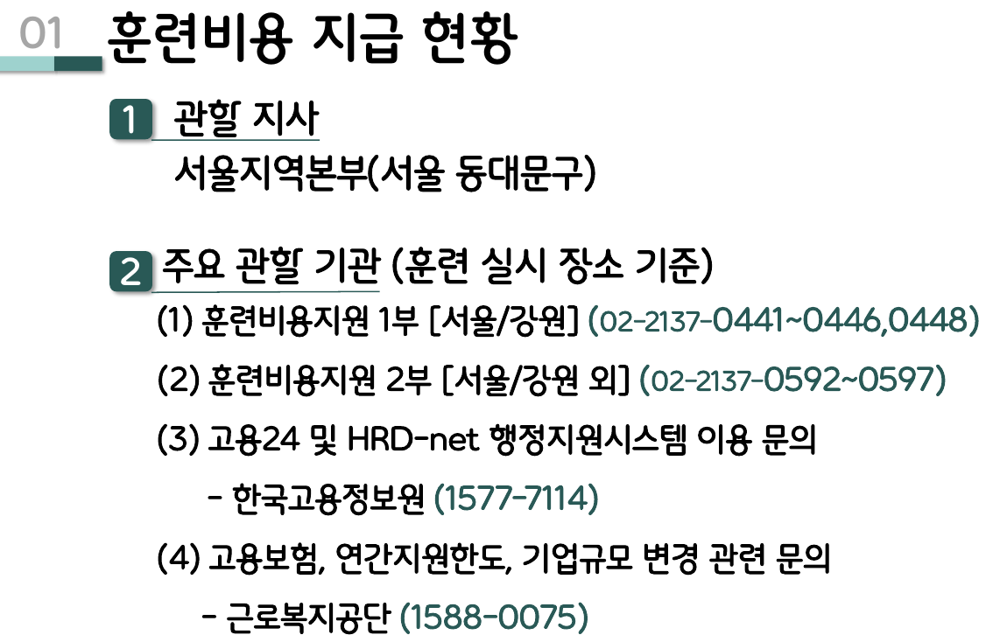 01 훈련비용 지급 현황
1 관할 지사
서울지역본부(서울 동대문구)
2 주요 관할 기관 (훈련 실시 장소 기준)
(1) 훈련비용지원 1부 [서울/강원] (02-2137-0441~0446,0448)
(2) 훈련비용지원 2부 [서울/강원 외] (02-2137-0592~0597)
(3) 고용24 및 HRD-net 행정지원시스템 이용 문의
- 한국고용정보원 (1577-7114)
(4) 고용보험, 연간지원한도, 기업규모 변경 관련 문의
- 근로복지공단 (1588-0075)